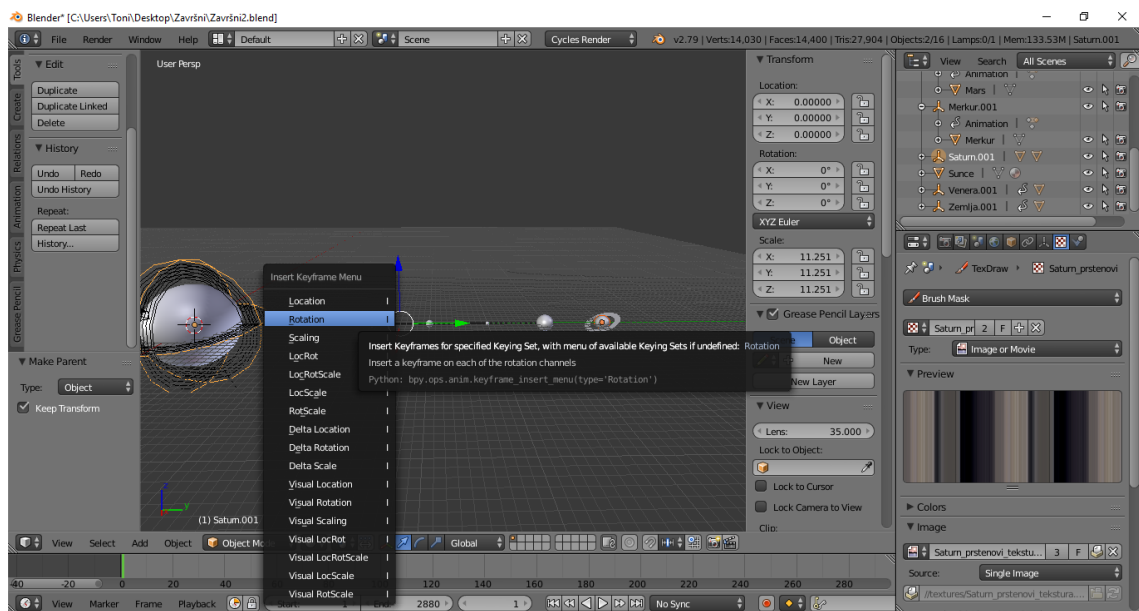 Blender* [C:\Users\Toni\Desktop\Završni\Završni2.blend]
File Render Window Help Default Scene Cycles Render v2.79 | Verts:14,030 | Faces:14,400 | Tris:27,904 | Objects:2/16 | Lamps:0/1 | Mem:133.53M | Saturn.001
Tools
Create
Relations
Animation
Physics
Grease Pencil
Edit
Duplicate
Duplicate Linked
Delete
History
Undo Redo
Undo History
Repeat:
Repeat Last
History...
Make Parent
Type: Object
Keep Transform
User Persp
(1) Saturn.001
Insert Keyframe Menu
Location I
Rotation I
Scaling
LocRot
LocRotScale
LocScale
RotScale I
Delta Location I
Delta Rotation I
Delta Scale I
Visual Location I
Visual Rotation I
Visual Scaling I
Visual LocRot I
Visual LocRotScale I
Visual LocScale I
Visual RotScale I
Insert Keyframes for specified Keying Set, with menu of available Keying Sets if undefined: Rotation
Insert a keyframe on each of the rotation channels
Python: bpy.ops.anim.keyframe_insert_menu(type='Rotation')
Transform
Location:
X: 0.00000
Y: 0.00000
Z: 0.00000
Rotation:
X: 0°
Y: 0°
Z: 0°
XYZ Euler
Scale:
X: 11.251
Y: 11.251
Z: 11.251
Grease Pencil Layers
Object
New
New Layer
View
Lens: 35.000
Lock to Object:
Lock to Cursor
Lock Camera to View
Clip:
View Search All Scenes
Animation
Mars
Merkur.001
Animation
Merkur
Saturn.001
Sunce
Venera.001
Zemlja.001
TexDraw Saturn_prstenovi
Brush Mask
Saturn_pr 2 F
Type: Image or Movie
Preview
Colors
Image
Saturn_prstenovi_tekstu... 3 F
Source: Single Image
//textures/Saturn_prstenovi_tekstura....
View Select Add Object Object Mode Global
-40 -20 0 20 40 120 140 160 180 200 220 240 260 280
View Marker Frame Playback Start: 1 End: 2880 1 No Sync